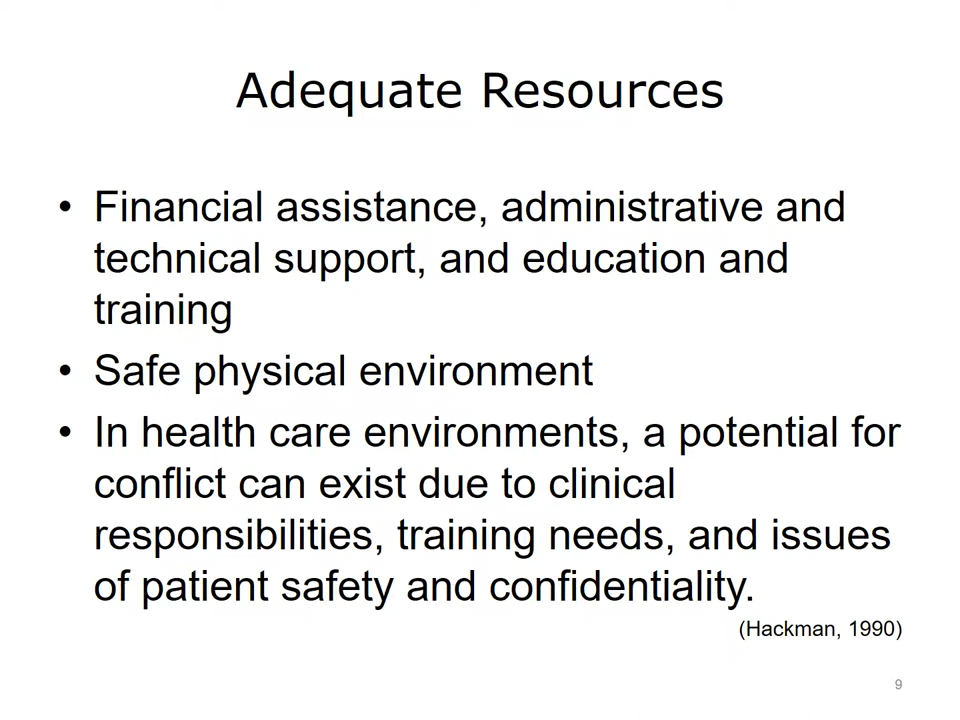 Adequate Resources
• Financial assistance, administrative and
technical support, and education and
training
• Safe physical environment
• In health care environments, a potential for
conflict can exist due to clinical
responsibilities, training needs, and issues
of patient safety and confidentiality.
(Hackman, 1990)
9